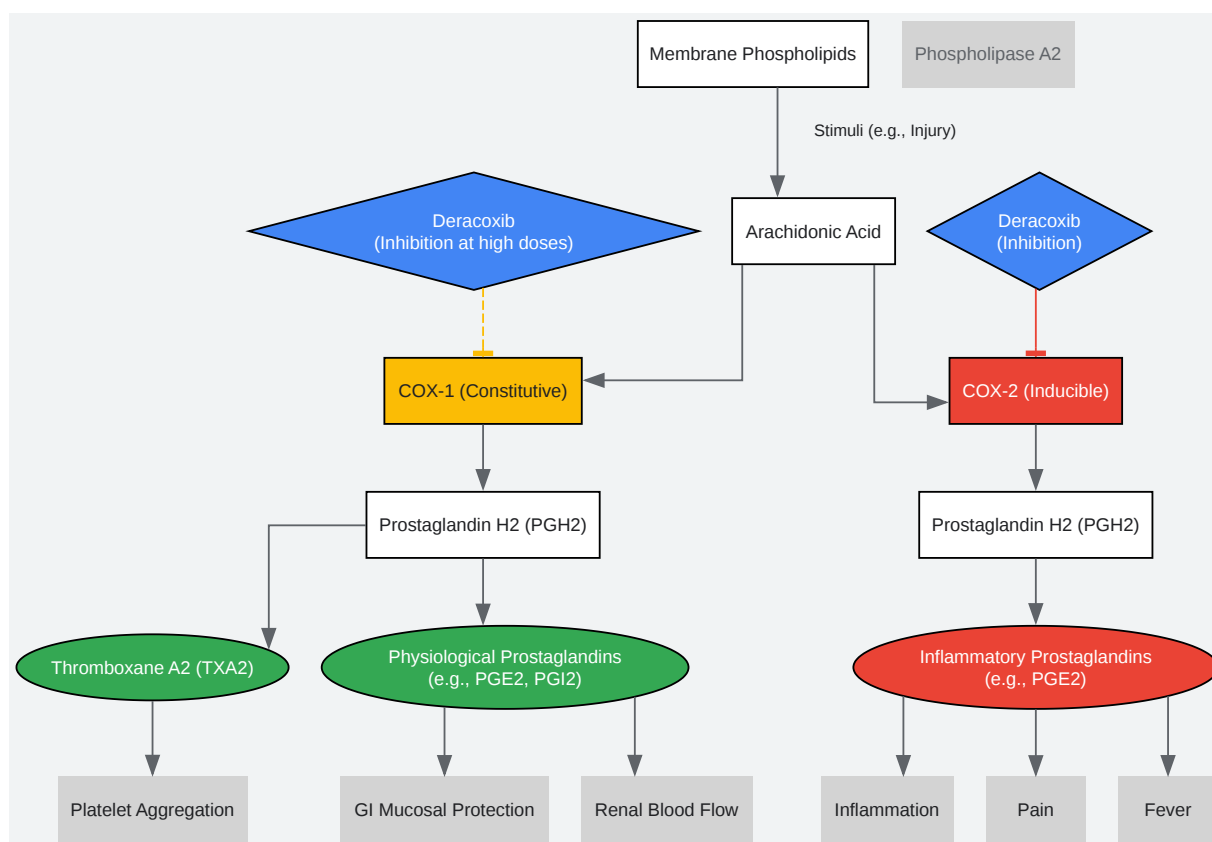 Membrane Phospholipids
Phospholipase A2
Stimuli (e.g., Injury)
Deracoxib
(Inhibition at high doses)
Arachidonic Acid
Deracoxib
(Inhibition)
COX-1 (Constitutive)
COX-2 (Inducible)
Prostaglandin H2 (PGH2)
Prostaglandin H2 (PGH2)
Thromboxane A2 (TXA2)
Physiological Prostaglandins
(e.g., PGE2, PGI2)
Inflammatory Prostaglandins
(e.g., PGE2)
Platelet Aggregation
GI Mucosal Protection
Renal Blood Flow
Inflammation
Pain
Fever